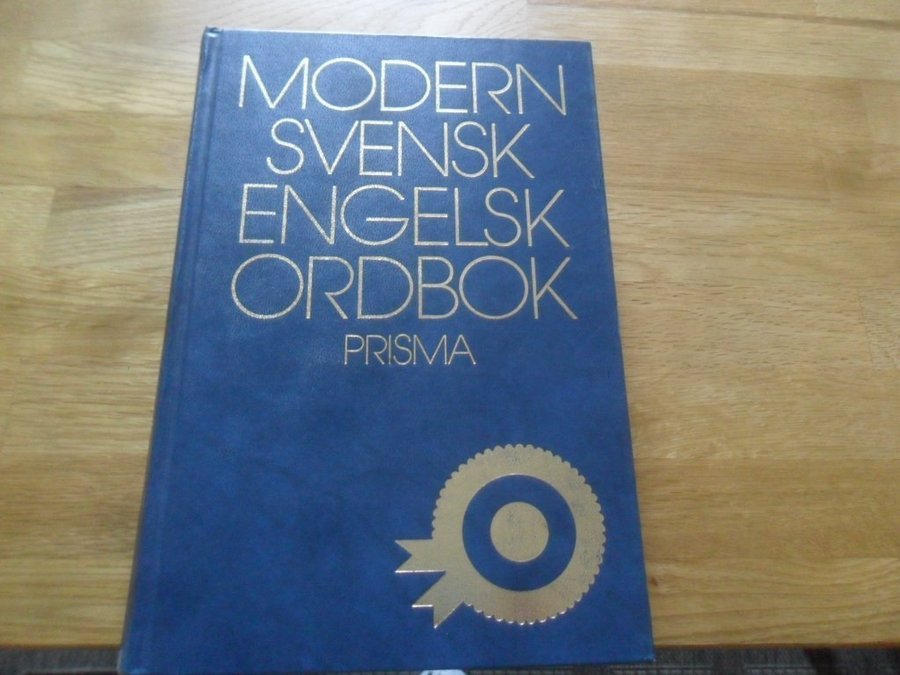 MODERN
SVENSK
ENGELSK
ORDBOK
PRISMA